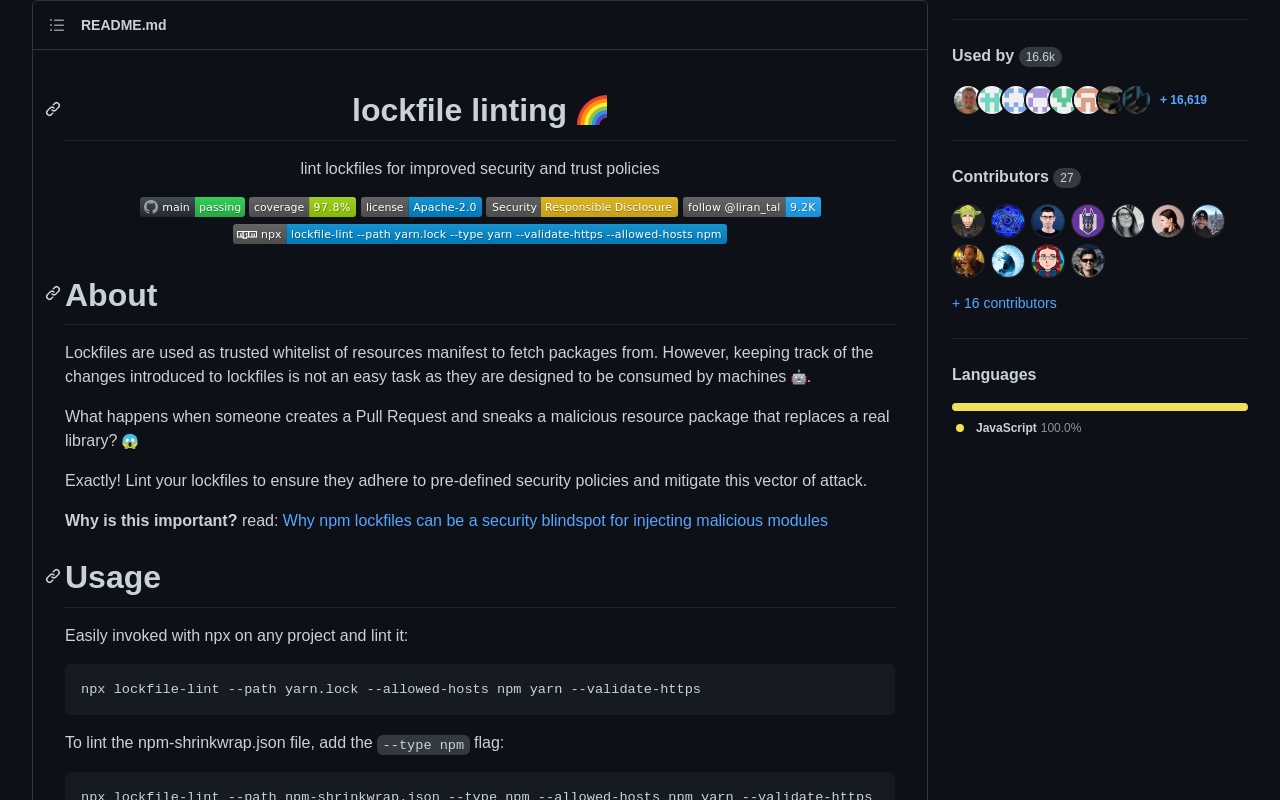 README.md
lockfile linting 🌈
lint lockfiles for improved security and trust policies
main passing coverage 97.8% license Apache-2.0 Security Responsible Disclosure follow @liran_tal 9.2K
npm npx lockfile-lint --path yarn.lock --type yarn --validate-https --allowed-hosts npm
About
Lockfiles are used as trusted whitelist of resources manifest to fetch packages from. However, keeping track of the
changes introduced to lockfiles is not an easy task as they are designed to be consumed by machines 🤖.
What happens when someone creates a Pull Request and sneaks a malicious resource package that replaces a real
library? 😱
Exactly! Lint your lockfiles to ensure they adhere to pre-defined security policies and mitigate this vector of attack.
Why is this important? read: Why npm lockfiles can be a security blindspot for injecting malicious modules
Usage
Easily invoked with npx on any project and lint it:
npx lockfile-lint --path yarn.lock --allowed-hosts npm yarn --validate-https
To lint the npm-shrinkwrap.json file, add the --type npm flag:
npx lockfile-lint --path npm-shrinkwrap.json --type npm --allowed-hosts npm yarn --validate-https
Used by 16.6k
+ 16,619
Contributors 27
+ 16 contributors
Languages
JavaScript 100.0%